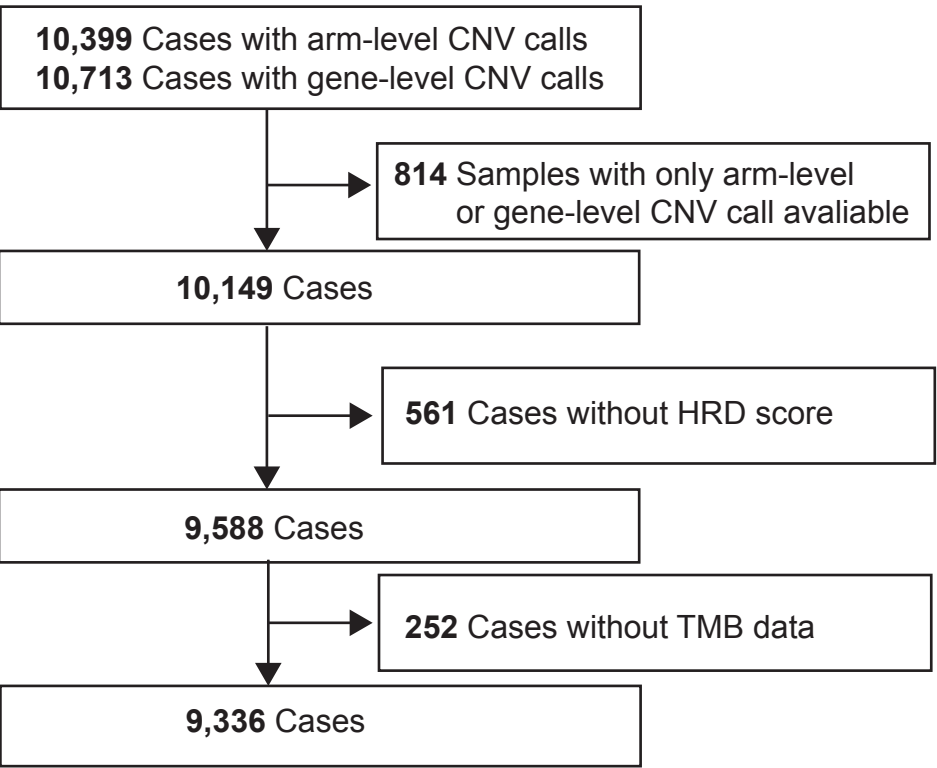 10,399 Cases with arm-level CNV calls
10,713 Cases with gene-level CNV calls
814 Samples with only arm-level
or gene-level CNV call avaliable
10,149 Cases
561 Cases without HRD score
9,588 Cases
252 Cases without TMB data
9,336 Cases